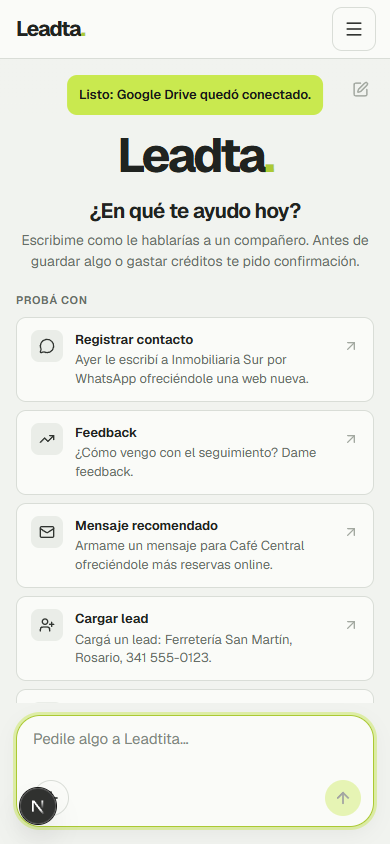 Leadta.
Listo: Google Drive quedó conectado.
Leadta.
¿En qué te ayudo hoy?
Escribime como le hablarías a un compañero. Antes de
guardar algo o gastar créditos te pido confirmación.
PROBÁ CON
Registrar contacto
Ayer le escribí a Inmobiliaria Sur por
WhatsApp ofreciéndole una web nueva.
Feedback
¿Cómo vengo con el seguimiento? Dame
feedback.
Mensaje recomendado
Armame un mensaje para Café Central
ofreciéndole más reservas online.
Cargar lead
Cargá un lead: Ferretería San Martín,
Rosario, 341 555-0123.
Pedile algo a Leadtita...
N